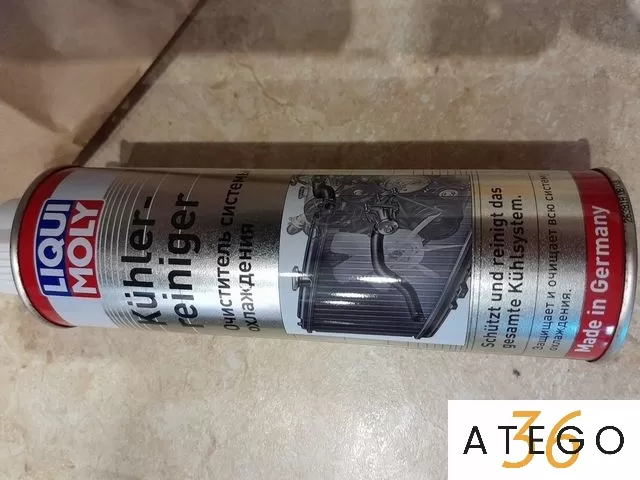 LIQUI
MOLY
Kühler-
reiniger
Очиститель системы
охлаждения
Schützt und reinigt das
gesamte Kühlsystem.
Защищает и очищает всю систему
охлаждения.
Made in Germany
36
ATEGO